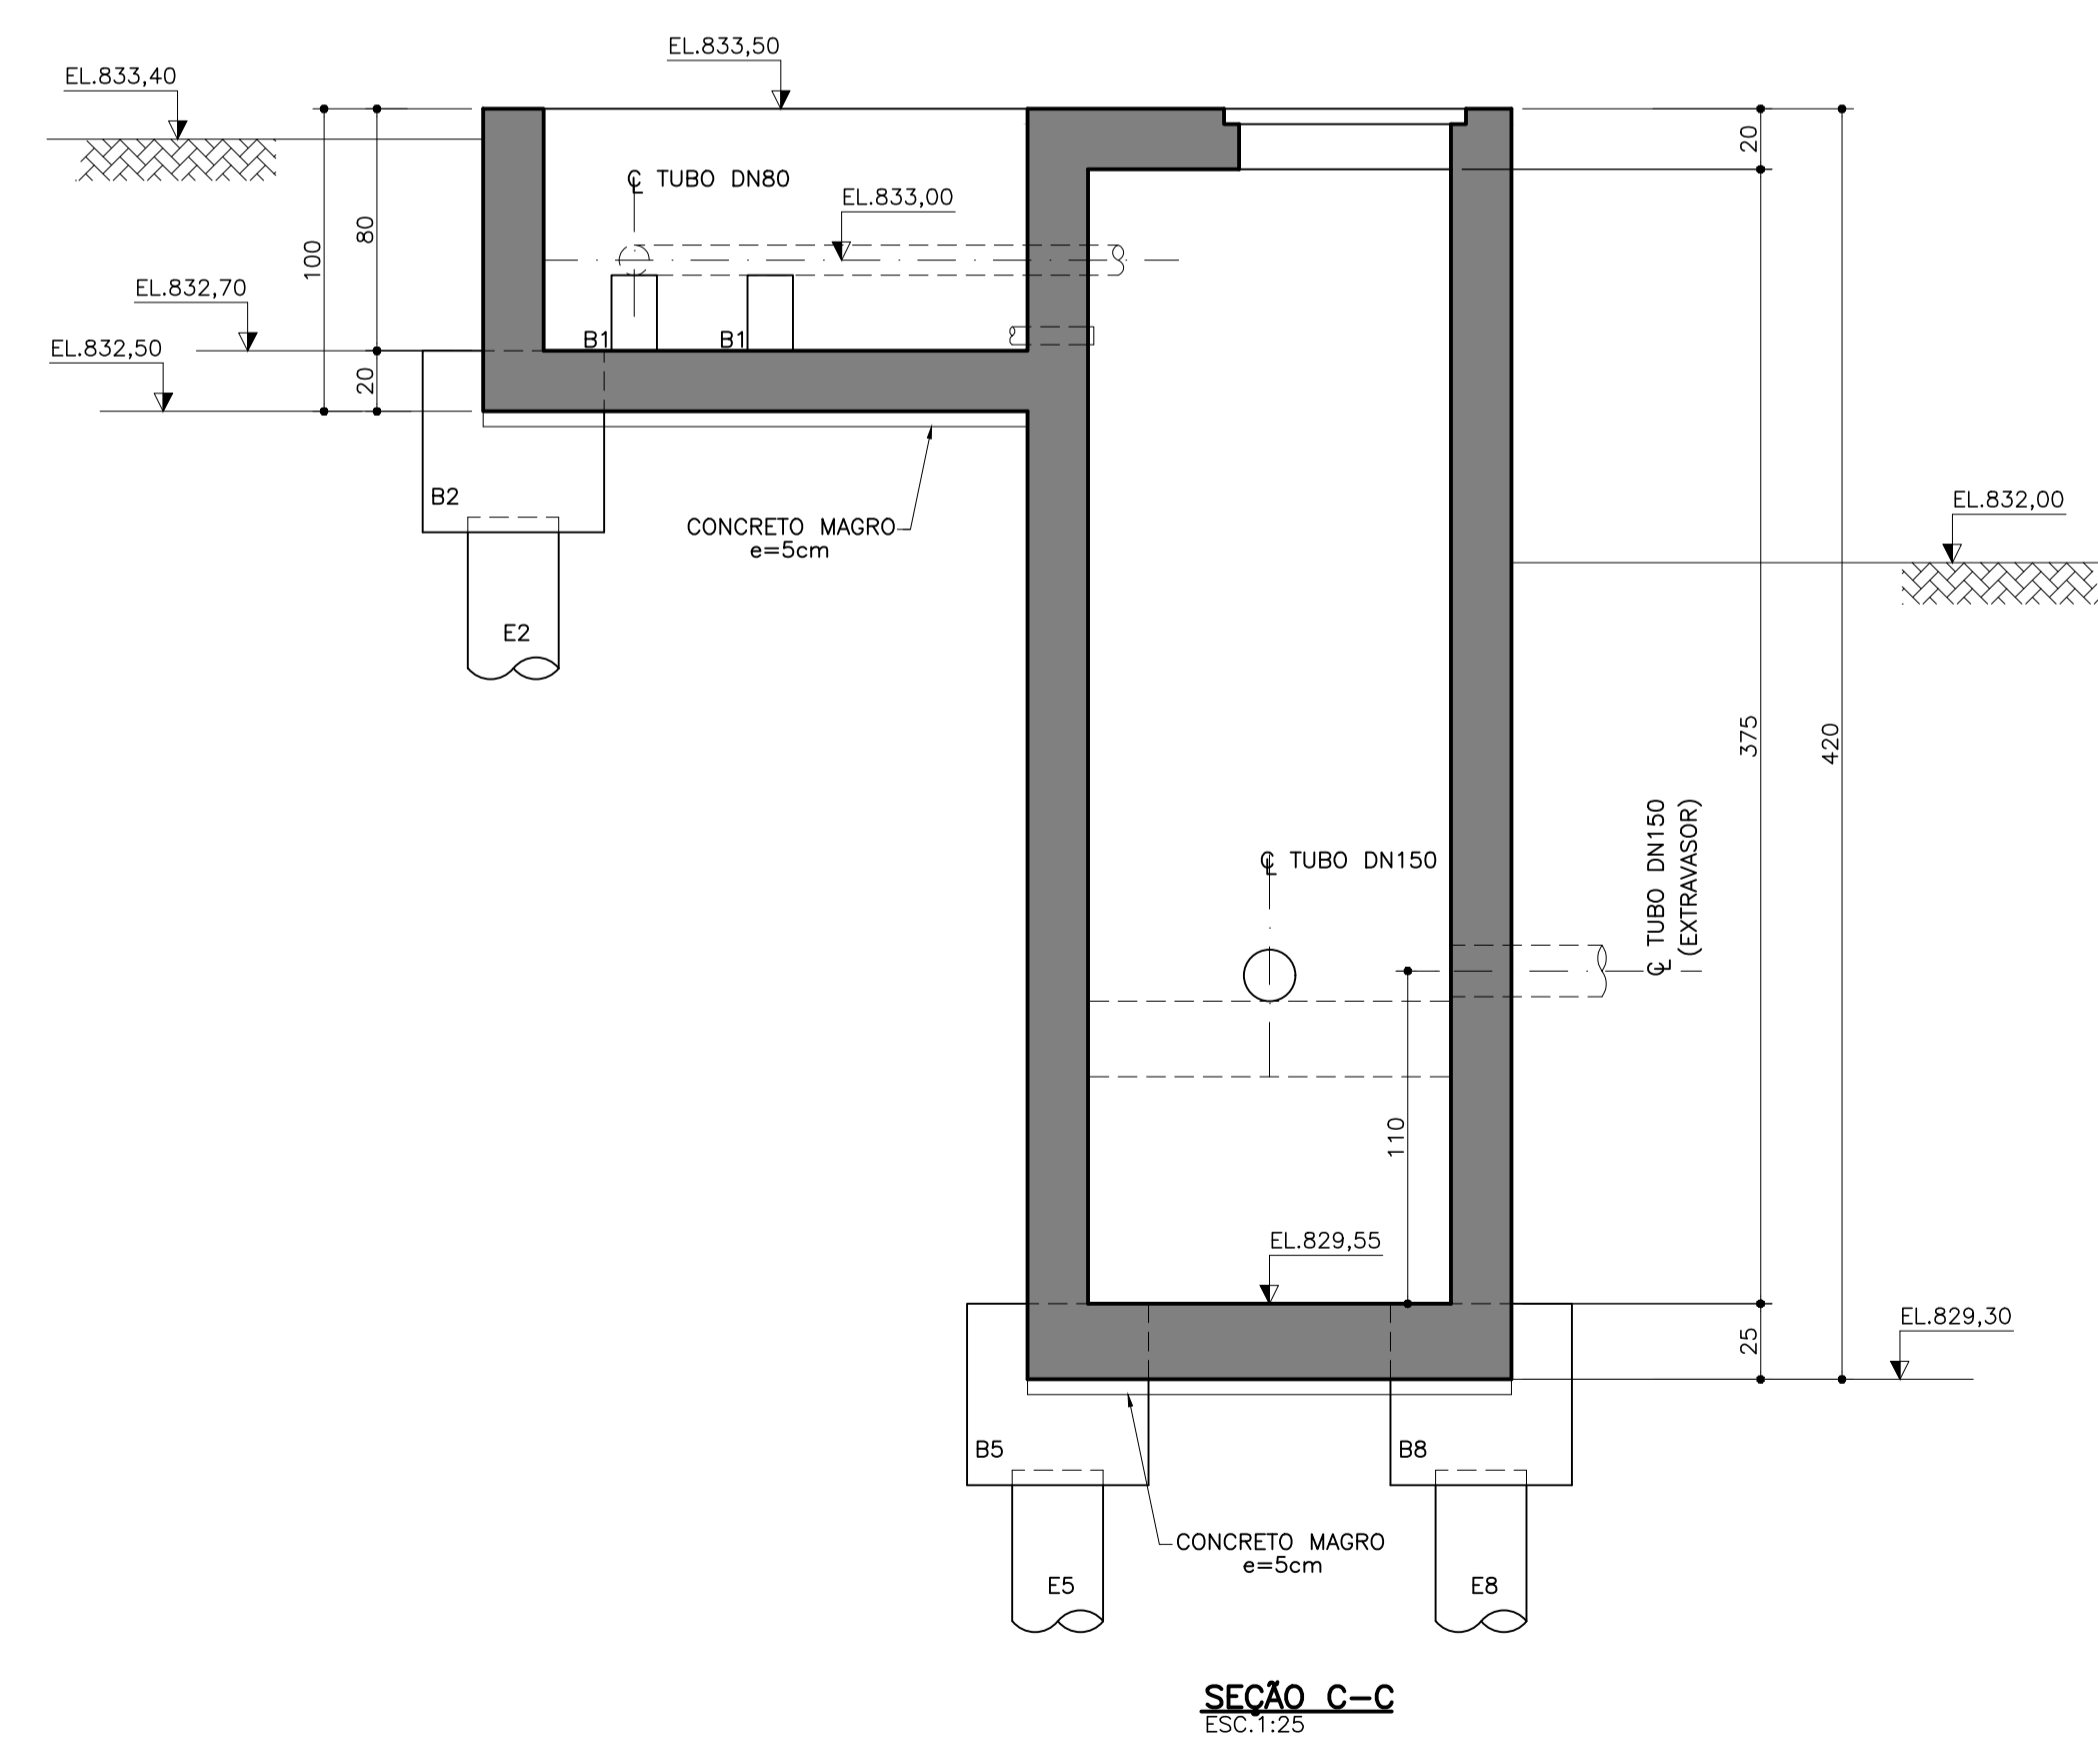 EL.833,50
EL.833,40
20
℄ TUBO DN80
EL.833,00
80
100
EL.832,70
B1
B1
EL.832,50
20
B2
CONCRETO MAGRO
e=5cm
EL.832,00
E2
375
420
℄ TUBO DN150
(EXTRAVASOR)
℄ TUBO DN150
110
EL.829,55
EL.829,30
25
B5
B8
CONCRETO MAGRO
e=5cm
E5
E8
SEÇÃO C-C
ESC.1:25